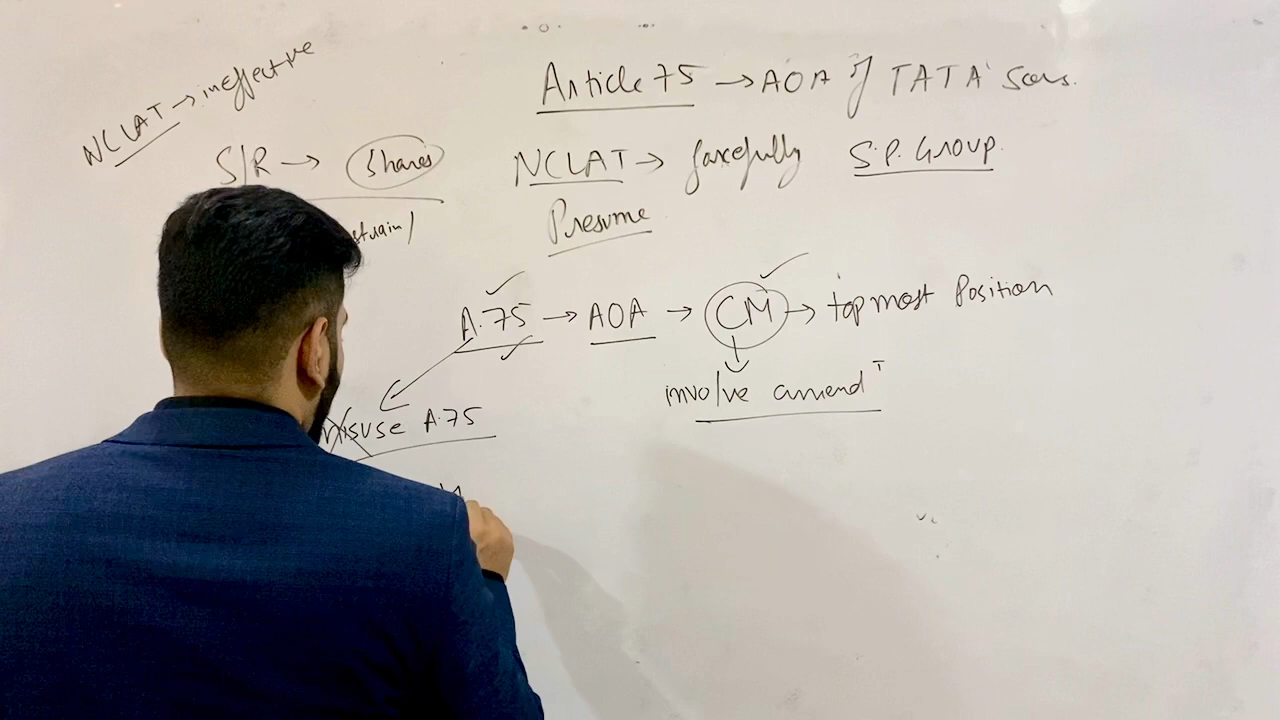 NCLAT → ineffective
Article 75 → AOA of TATA Sons.
S/R → Shares
NCLAT → forcefully S.P. Group.
Presume
A.75 → AOA → CM → topmost Position
involve amend T
misuse A.75